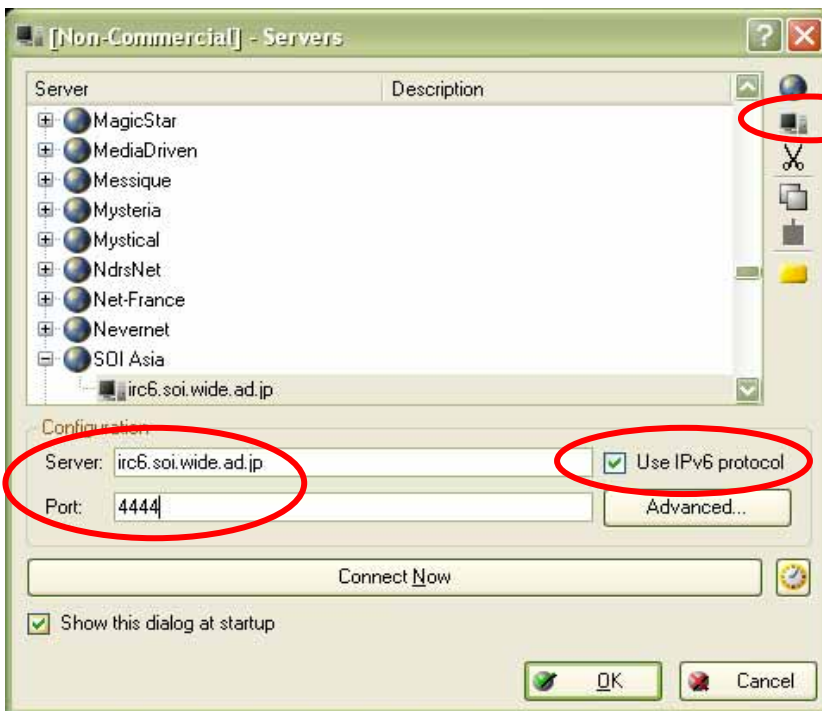 [Non-Commercial] - Servers
Server Description
MagicStar
MediaDriven
Messique
Mysteria
Mystical
NdrsNet
Net-France
Nevernet
SOI Asia
irc6.soi.wide.ad.jp
Configuration
Server: irc6.soi.wide.ad.jp Use IPv6 protocol
Port: 4444 Advanced...
Connect Now
Show this dialog at startup
OK Cancel